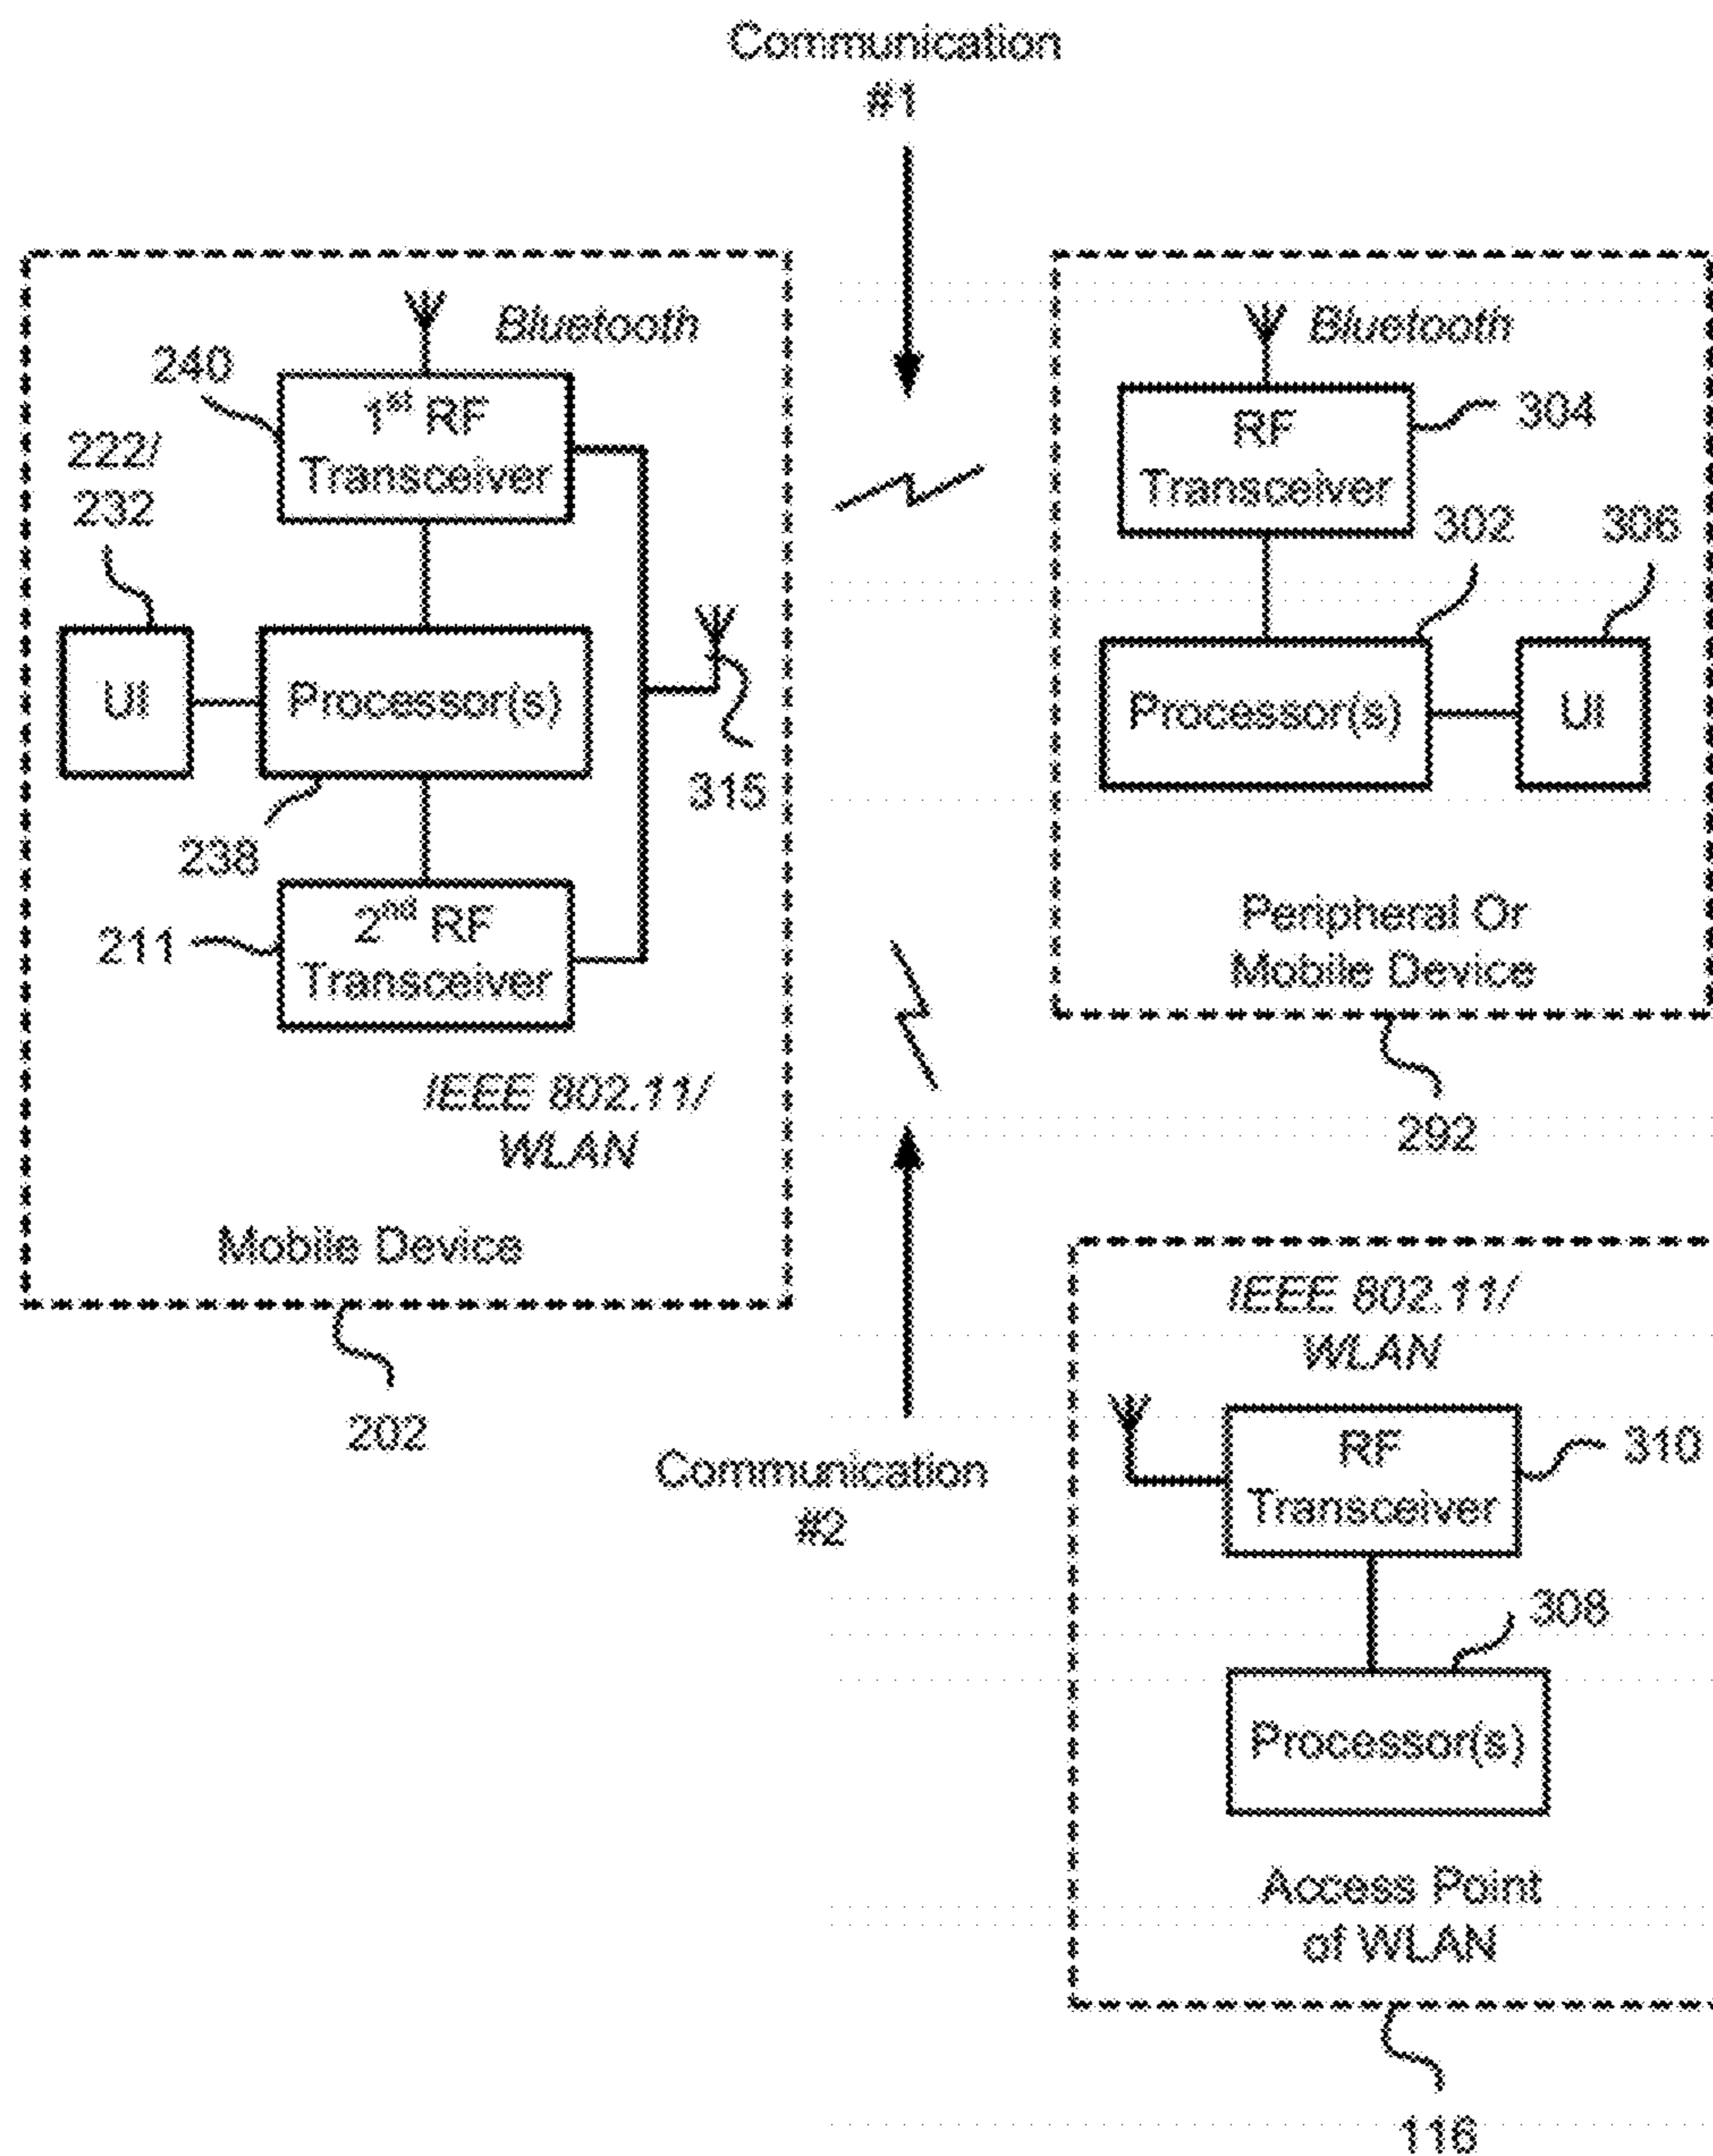 Communication
#1
Bluetooth
240
1st RF
Transceiver
222/
232
UI
Processor(s)
315
238
211
2nd RF
Transceiver
IEEE 802.11/
WLAN
Mobile Device
202
Bluetooth
RF
Transceiver
304
302
306
Processor(s)
UI
Peripheral Or
Mobile Device
292
Communication
#2
IEEE 802.11/
WLAN
RF
Transceiver
310
308
Processor(s)
Access Point
of WLAN
116